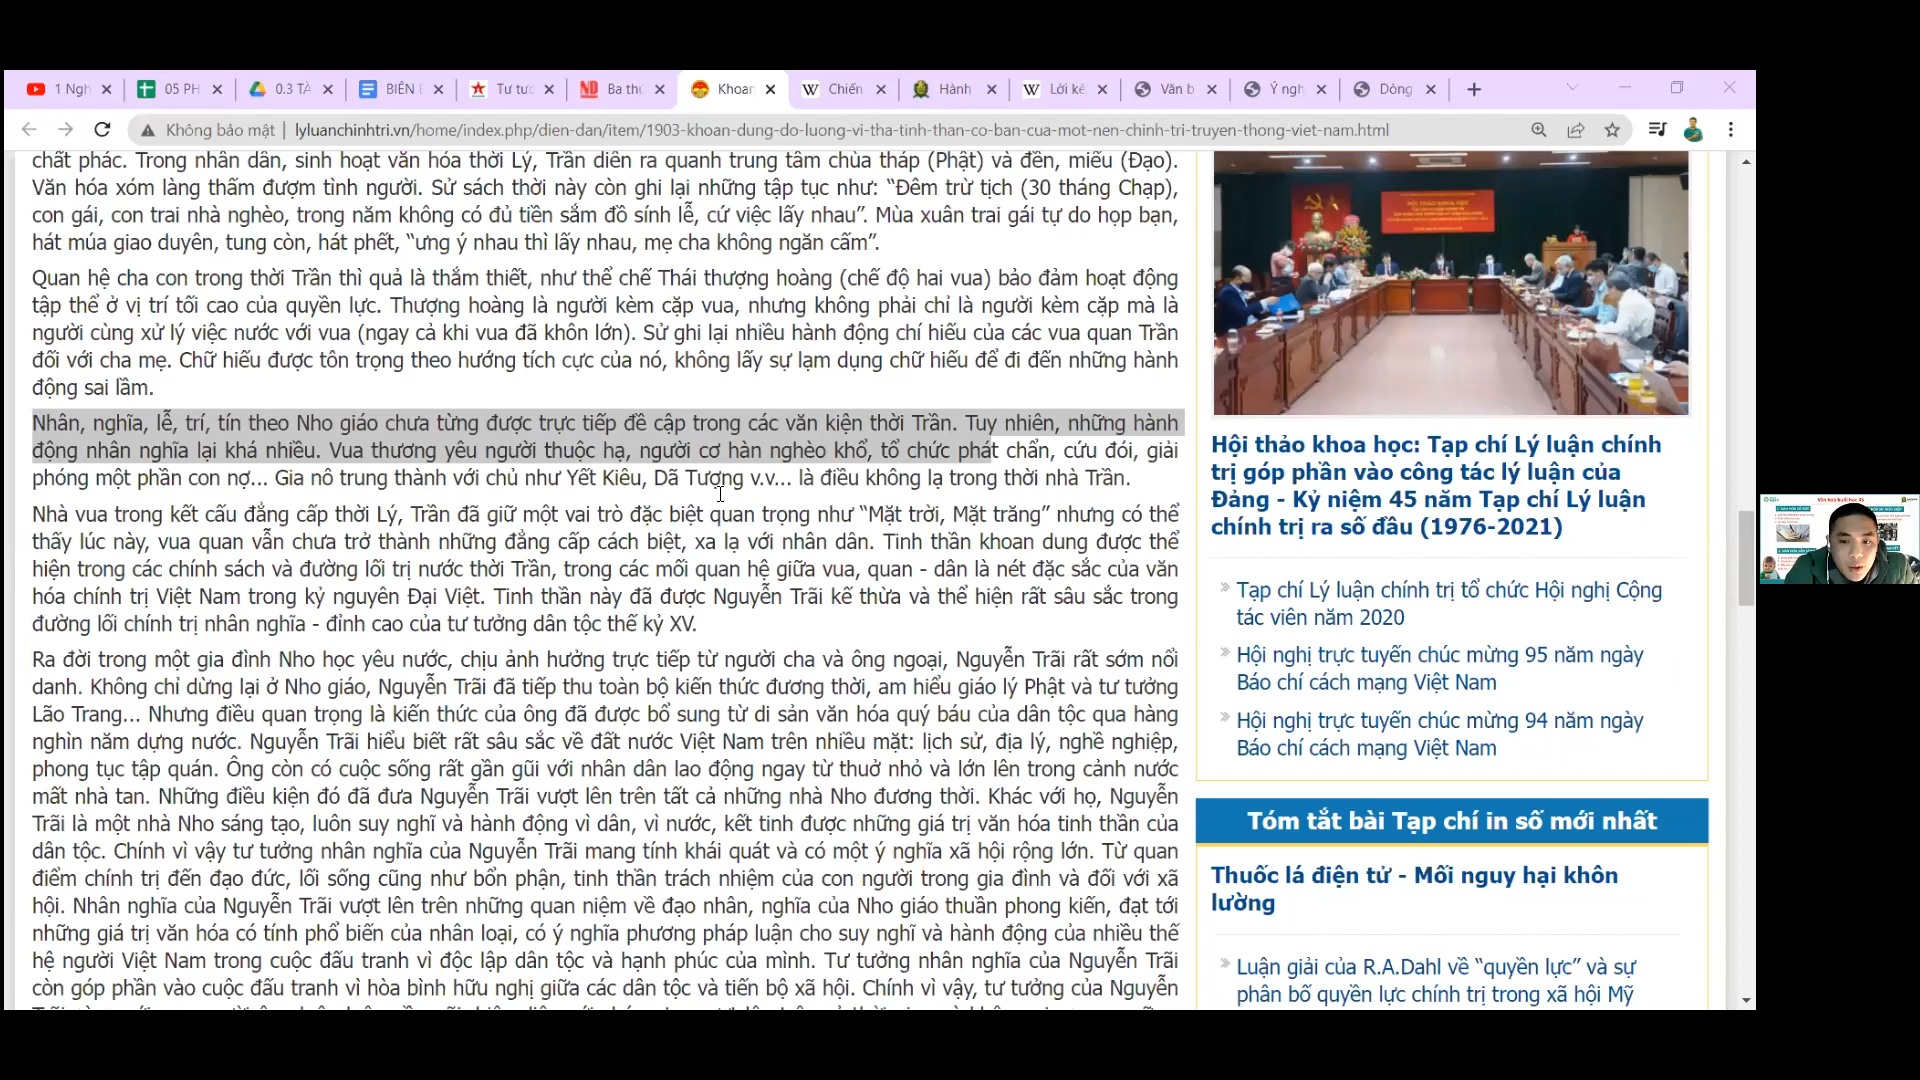 1 Ngh
05 PH
0.3 TÀ
BIÊN B
Tư tưc
Ba thu
Khoan
Chiến
Hành
Lời kê
Văn b
Ý ngh
Dòng
Không bảo mật | lyluanchinhtri.vn/home/index.php/dien-dan/item/1903-khoan-dung-do-luong-vi-tha-tinh-than-co-ban-cua-mot-nen-chinh-tri-truyen-thong-viet-nam.html
chất phác. Trong nhân dân, sinh hoạt văn hóa thời Lý, Trần diễn ra quanh trung tâm chùa tháp (Phật) và đền, miếu (Đạo).
Văn hóa xóm làng thấm đượm tình người. Sử sách thời này còn ghi lại những tập tục như: “Đêm trừ tịch (30 tháng Chạp),
con gái, con trai nhà nghèo, trong năm không có đủ tiền sắm đồ sính lễ, cứ việc lấy nhau”. Mùa xuân trai gái tự do họp bạn,
hát múa giao duyên, tung còn, hát phết, “ưng ý nhau thì lấy nhau, mẹ cha không ngăn cấm”.
Quan hệ cha con trong thời Trần thì quả là thắm thiết, như thể chế Thái thượng hoàng (chế độ hai vua) bảo đảm hoạt động
tập thể ở vị trí tối cao của quyền lực. Thượng hoàng là người kèm cặp vua, nhưng không phải chỉ là người kèm cặp mà là
người cùng xử lý việc nước với vua (ngay cả khi vua đã khôn lớn). Sử ghi lại nhiều hành động chí hiếu của các vua quan Trần
đối với cha mẹ. Chữ hiếu được tôn trọng theo hướng tích cực của nó, không lấy sự lạm dụng chữ hiếu để đi đến những hành
động sai lầm.
Nhân, nghĩa, lễ, trí, tín theo Nho giáo chưa từng được trực tiếp đề cập trong các văn kiện thời Trần. Tuy nhiên, những hành
động nhân nghĩa lại khá nhiều. Vua thương yêu người thuộc hạ, người cơ hàn nghèo khổ, tổ chức phát chẩn, cứu đói, giải
phóng một phần con nợ... Gia nô trung thành với chủ như Yết Kiêu, Dã Tượng v.v... là điều không lạ trong thời nhà Trần.
Nhà vua trong kết cấu đẳng cấp thời Lý, Trần đã giữ một vai trò đặc biệt quan trọng như “Mặt trời, Mặt trăng” nhưng có thể
thấy lúc này, vua quan vẫn chưa trở thành những đẳng cấp cách biệt, xa lạ với nhân dân. Tinh thần khoan dung được thể
hiện trong các chính sách và đường lối trị nước thời Trần, trong các mối quan hệ giữa vua, quan - dân là nét đặc sắc của văn
hóa chính trị Việt Nam trong kỷ nguyên Đại Việt. Tinh thần này đã được Nguyễn Trãi kế thừa và thể hiện rất sâu sắc trong
đường lối chính trị nhân nghĩa - đỉnh cao của tư tưởng dân tộc thế kỷ XV.
Ra đời trong một gia đình Nho học yêu nước, chịu ảnh hưởng trực tiếp từ người cha và ông ngoại, Nguyễn Trãi rất sớm nổi
danh. Không chỉ dừng lại ở Nho giáo, Nguyễn Trãi đã tiếp thu toàn bộ kiến thức đương thời, am hiểu giáo lý Phật và tư tưởng
Lão Trang... Nhưng điều quan trọng là kiến thức của ông đã được bổ sung từ di sản văn hóa quý báu của dân tộc qua hàng
nghìn năm dựng nước. Nguyễn Trãi hiểu biết rất sâu sắc về đất nước Việt Nam trên nhiều mặt: lịch sử, địa lý, nghề nghiệp,
phong tục tập quán. Ông còn có cuộc sống rất gần gũi với nhân dân lao động ngay từ thuở nhỏ và lớn lên trong cảnh nước
mất nhà tan. Những điều kiện đó đã đưa Nguyễn Trãi vượt lên trên tất cả những nhà Nho đương thời. Khác với họ, Nguyễn
Trãi là một nhà Nho sáng tạo, luôn suy nghĩ và hành động vì dân, vì nước, kết tinh được những giá trị văn hóa tinh thần của
dân tộc. Chính vì vậy tư tưởng nhân nghĩa của Nguyễn Trãi mang tính khái quát và có một ý nghĩa xã hội rộng lớn. Từ quan
điểm chính trị đến đạo đức, lối sống cũng như bổn phận, tinh thần trách nhiệm của con người trong gia đình và đối với xã
hội. Nhân nghĩa của Nguyễn Trãi vượt lên trên những quan niệm về đạo nhân, nghĩa của Nho giáo thuần phong kiến, đạt tới
những giá trị văn hóa có tính phổ biến của nhân loại, có ý nghĩa phương pháp luận cho suy nghĩ và hành động của nhiều thế
hệ người Việt Nam trong cuộc đấu tranh vì độc lập dân tộc và hạnh phúc của mình. Tư tưởng nhân nghĩa của Nguyễn Trãi
còn góp phần vào cuộc đấu tranh vì hòa bình hữu nghị giữa các dân tộc và tiến bộ xã hội. Chính vì vậy, tư tưởng của Nguyễn
HỘI THẢO KHOA HỌC
Hội thảo khoa học: Tạp chí Lý luận chính
trị góp phần vào công tác lý luận của
Đảng - Kỷ niệm 45 năm Tạp chí Lý luận
chính trị ra số đầu (1976-2021)
Tạp chí Lý luận chính trị tổ chức Hội nghị Cộng
tác viên năm 2020
Hội nghị trực tuyến chúc mừng 95 năm ngày
Báo chí cách mạng Việt Nam
Hội nghị trực tuyến chúc mừng 94 năm ngày
Báo chí cách mạng Việt Nam
Tóm tắt bài Tạp chí in số mới nhất
Thuốc lá điện tử - Mối nguy hại khôn
lường
Luận giải của R.A.Dahl về “quyền lực” và sự
phân bố quyền lực chính trị trong xã hội Mỹ